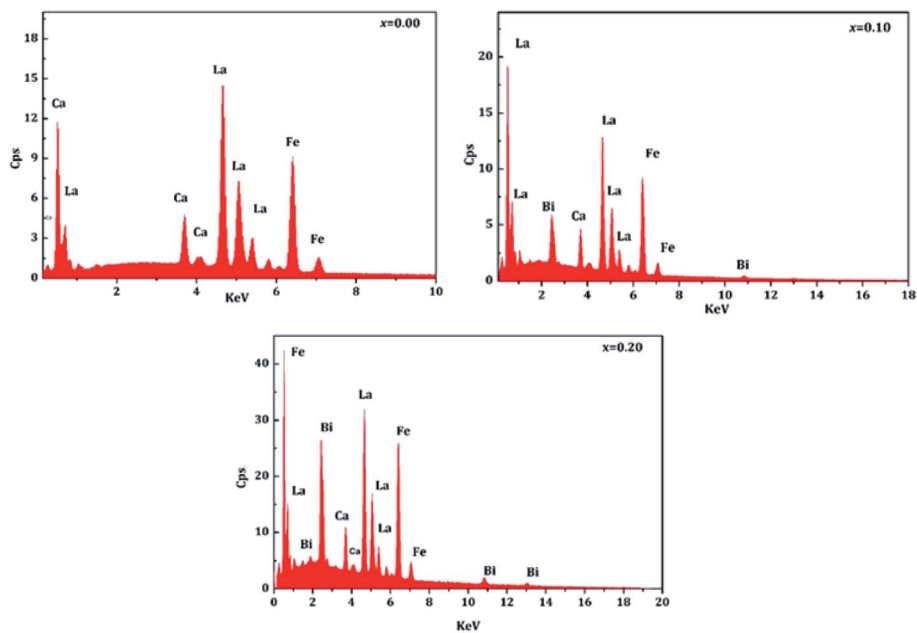 x=0.00
18
15
12
9
6
3
0
Cps
Ca
La
Ca
Ca
La
La
La
Fe
Fe
2
4
6
8
10
KeV
x=0.10
20
15
10
5
0
Cps
La
La
Bi
Ca
La
La
La
Fe
Fe
Bi
2
4
6
8
10
12
14
16
18
KeV
x=0.20
40
30
20
10
0
Cps
Fe
La
Bi
Bi
Ca
Ca
La
La
La
Fe
Fe
Bi
Bi
0
2
4
6
8
10
12
14
16
18
20
KeV